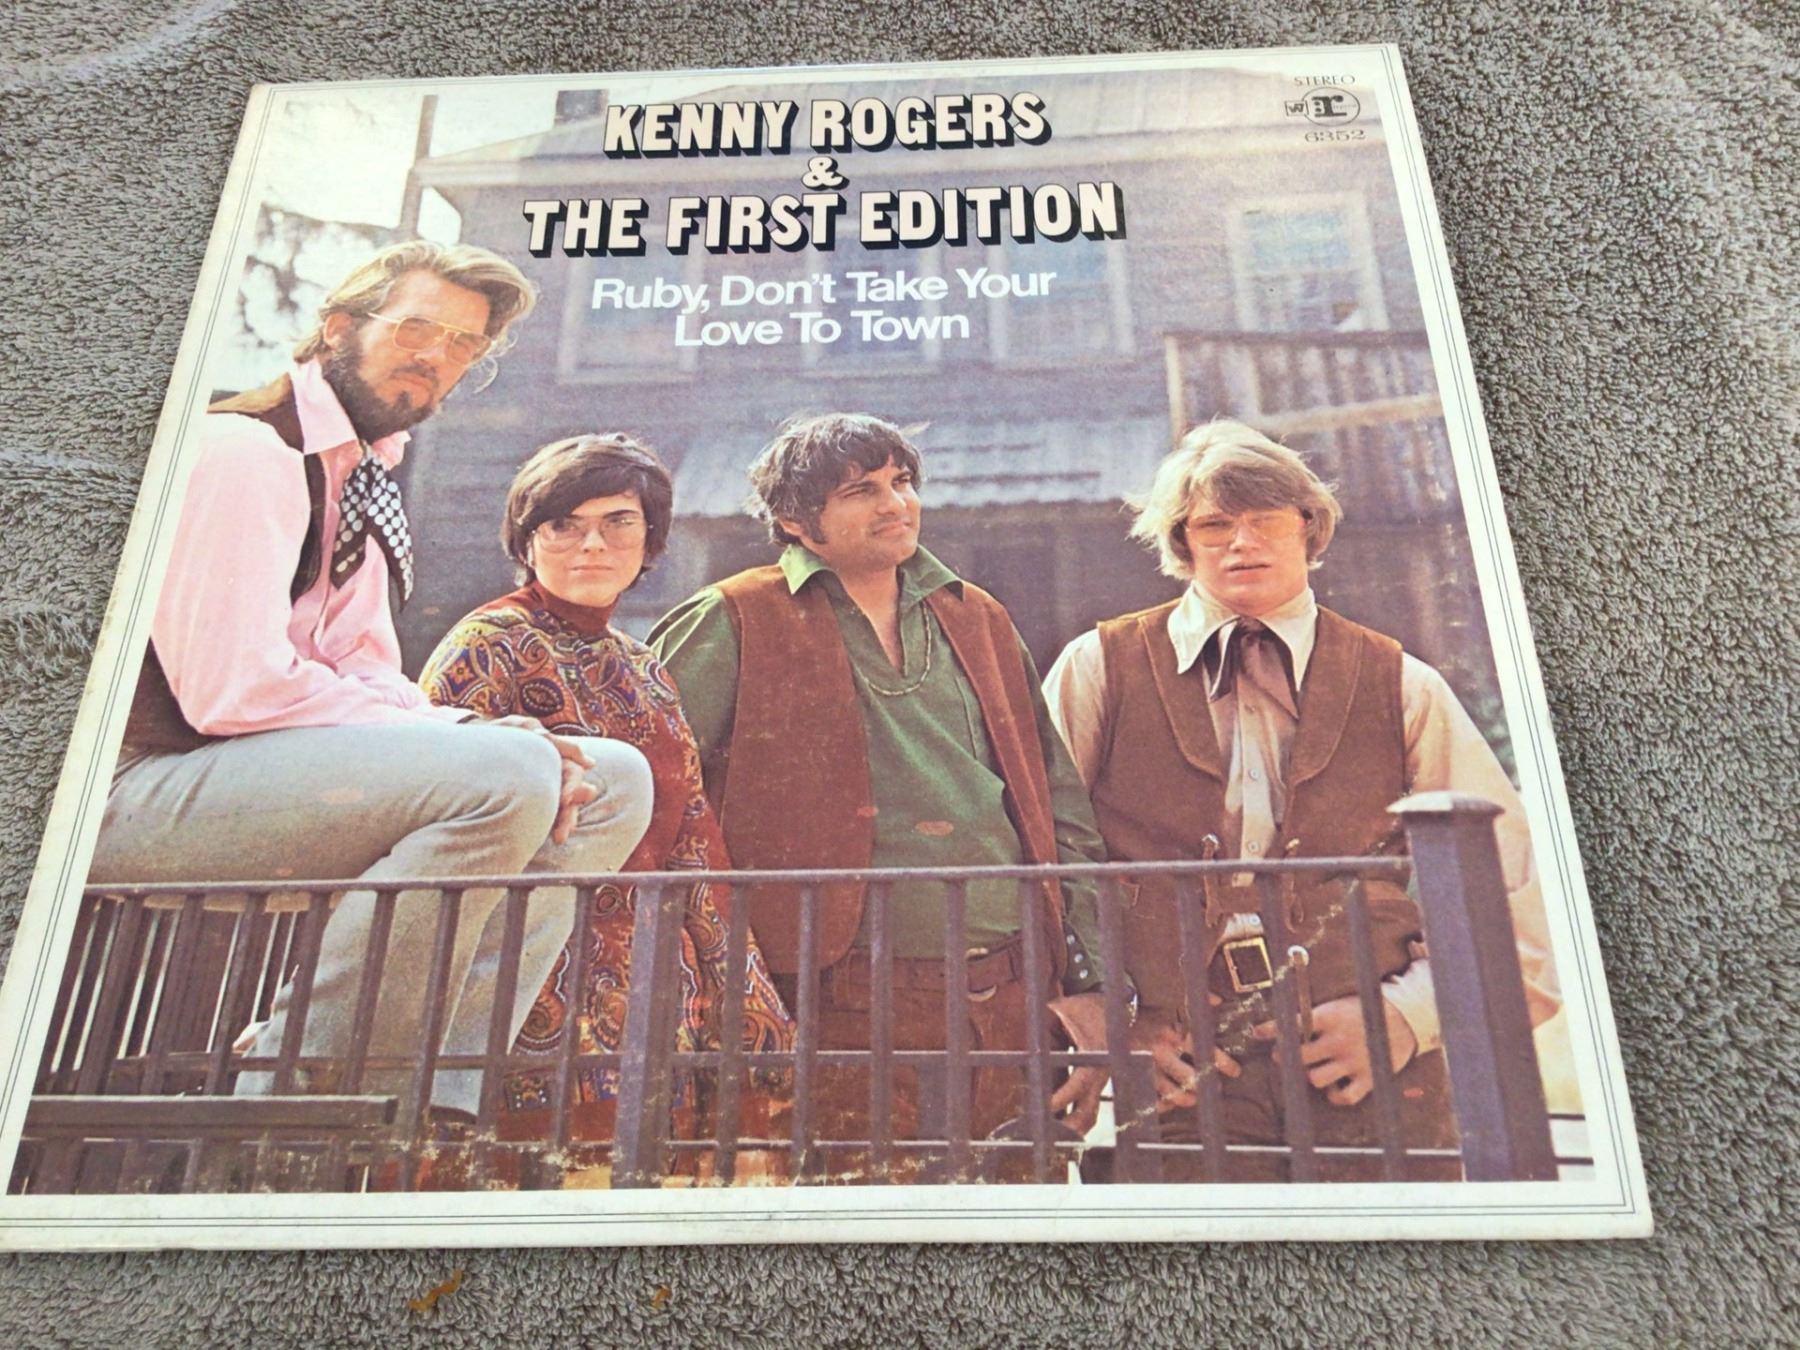 KENNY ROGERS
&
THE FIRST EDITION
Ruby, Don't Take Your
Love To Town
STEREO
W r
6352